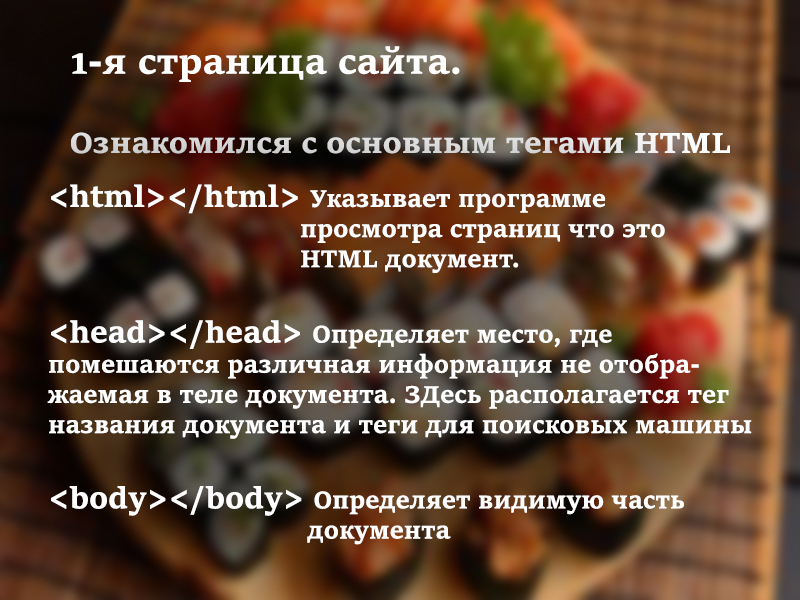 1-я страница сайта.
Ознакомился с основным тегами HTML
<html></html> Указывает программе
просмотра страниц что это
HTML документ.
<head></head> Определяет место, где
помешаются различная информация не отобра-
жаемая в теле документа. ЗДесь располагается тег
названия документа и теги для поисковых машины
<body></body> Определяет видимую часть
документа